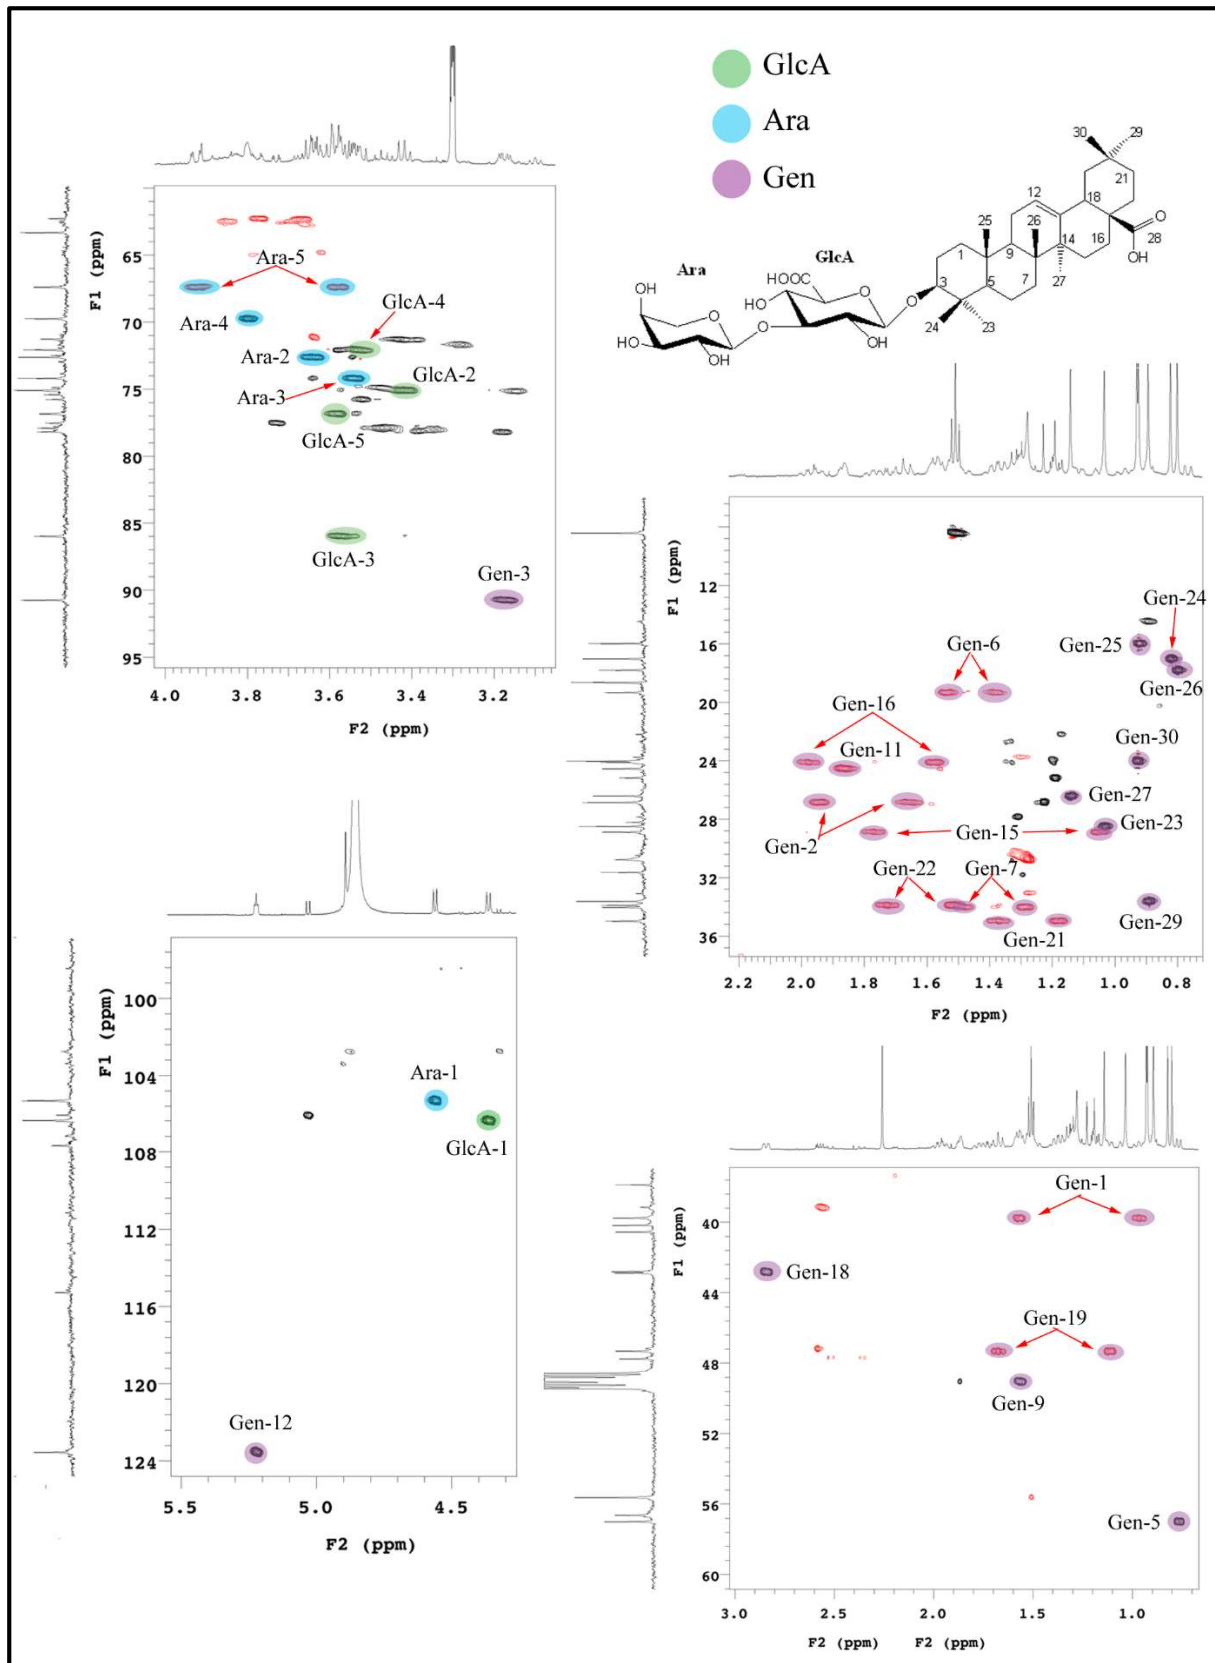 GlcA
Ara
Gen
30 29
21
12
18
25 26
O
1 9 14 16 28
OH
GlcA
Ara
HOOC
3 5 7 27
HO O O
24 23
OH
O
HO O OH
OH
F1 (ppm)
65
70
75
80
85
90
95
Ara-5
GlcA-4
Ara-4
Ara-2
GlcA-2
Ara-3
GlcA-5
GlcA-3
Gen-3
4.0 3.8 3.6 3.4 3.2
F2 (ppm)
F1 (ppm)
12
16
20
24
28
32
36
Gen-24
Gen-6
Gen-25
Gen-26
Gen-16
Gen-30
Gen-11
Gen-27
Gen-23
Gen-2
Gen-15
Gen-22
Gen-7
Gen-29
Gen-21
2.2 2.0 1.8 1.6 1.4 1.2 1.0 0.8
F2 (ppm)
F1 (ppm)
100
104
108
112
116
120
124
Ara-1
GlcA-1
Gen-12
5.5 5.0 4.5
F2 (ppm)
F1 (ppm)
40
44
48
52
56
60
Gen-1
Gen-18
Gen-19
Gen-9
Gen-5
3.0 2.5 2.0 1.5 1.0
F2 (ppm) F2 (ppm)